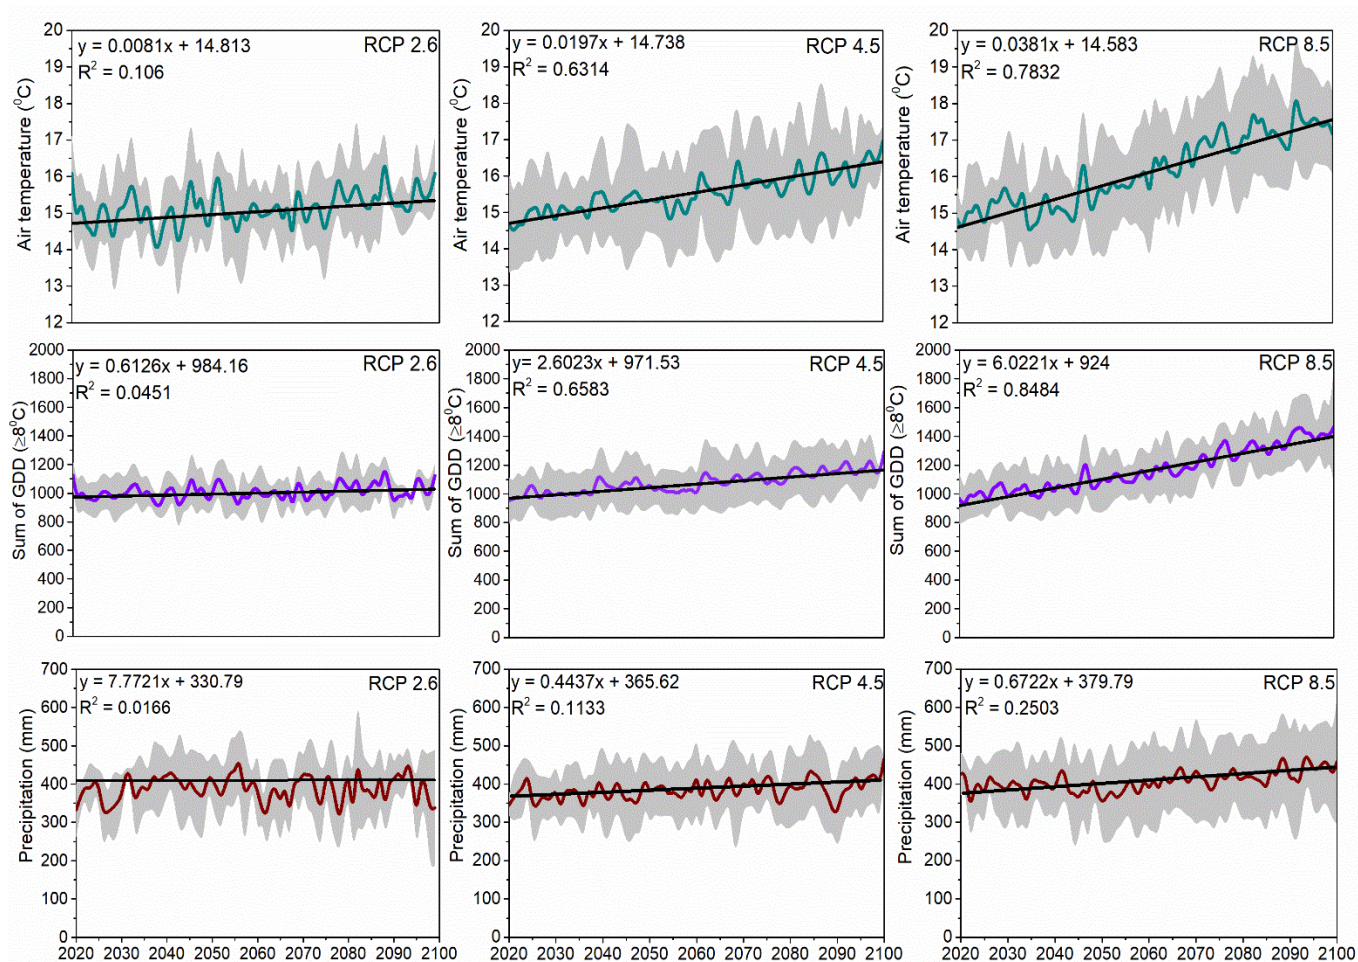 y = 0.0081x + 14.813
R² = 0.106
RCP 2.6
Air temperature (⁰C)
20
19
18
17
16
15
14
13
12
y = 0.0197x + 14.738
R² = 0.6314
RCP 4.5
Air temperature (⁰C)
20
19
18
17
16
15
14
13
12
y = 0.0381x + 14.583
R² = 0.7832
RCP 8.5
Air temperature (⁰C)
20
19
18
17
16
15
14
13
12
y = 0.6126x + 984.16
R² = 0.0451
RCP 2.6
Sum of GDD (≥8⁰C)
2000
1800
1600
1400
1200
1000
800
600
400
200
0
y= 2.6023x + 971.53
R² = 0.6583
RCP 4.5
Sum of GDD (≥8⁰C)
2000
1800
1600
1400
1200
1000
800
600
400
200
0
y = 6.0221x + 924
R² = 0.8484
RCP 8.5
Sum of GDD (≥8⁰C)
2000
1800
1600
1400
1200
1000
800
600
400
200
0
y = 7.7721x + 330.79
R² = 0.0166
RCP 2.6
Precipitation (mm)
700
600
500
400
300
200
100
0
2020 2030 2040 2050 2060 2070 2080 2090 2100
y = 0.4437x + 365.62
R² = 0.1133
RCP 4.5
Precipitation (mm)
700
600
500
400
300
200
100
0
2020 2030 2040 2050 2060 2070 2080 2090 2100
y = 0.6722x + 379.79
R² = 0.2503
RCP 8.5
Precipitation (mm)
700
600
500
400
300
200
100
0
2020 2030 2040 2050 2060 2070 2080 2090 2100